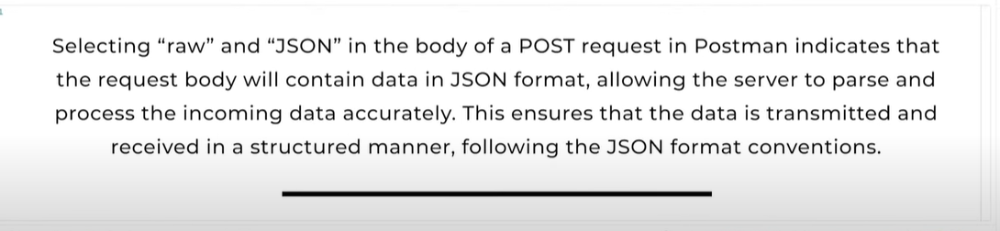 Selecting “raw” and “JSON” in the body of a POST request in Postman indicates that
the request body will contain data in JSON format, allowing the server to parse and
process the incoming data accurately. This ensures that the data is transmitted and
received in a structured manner, following the JSON format conventions.